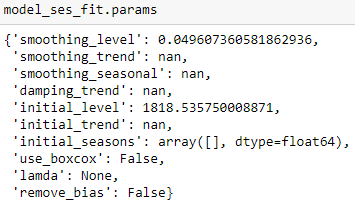 model_ses_fit.params
{'smoothing_level': 0.049607360581862936,
'smoothing_trend': nan,
'smoothing_seasonal': nan,
'damping_trend': nan,
'initial_level': 1818.535750008871,
'initial_trend': nan,
'initial_seasons': array([], dtype=float64),
'use_boxcox': False,
'lamda': None,
'remove_bias': False}